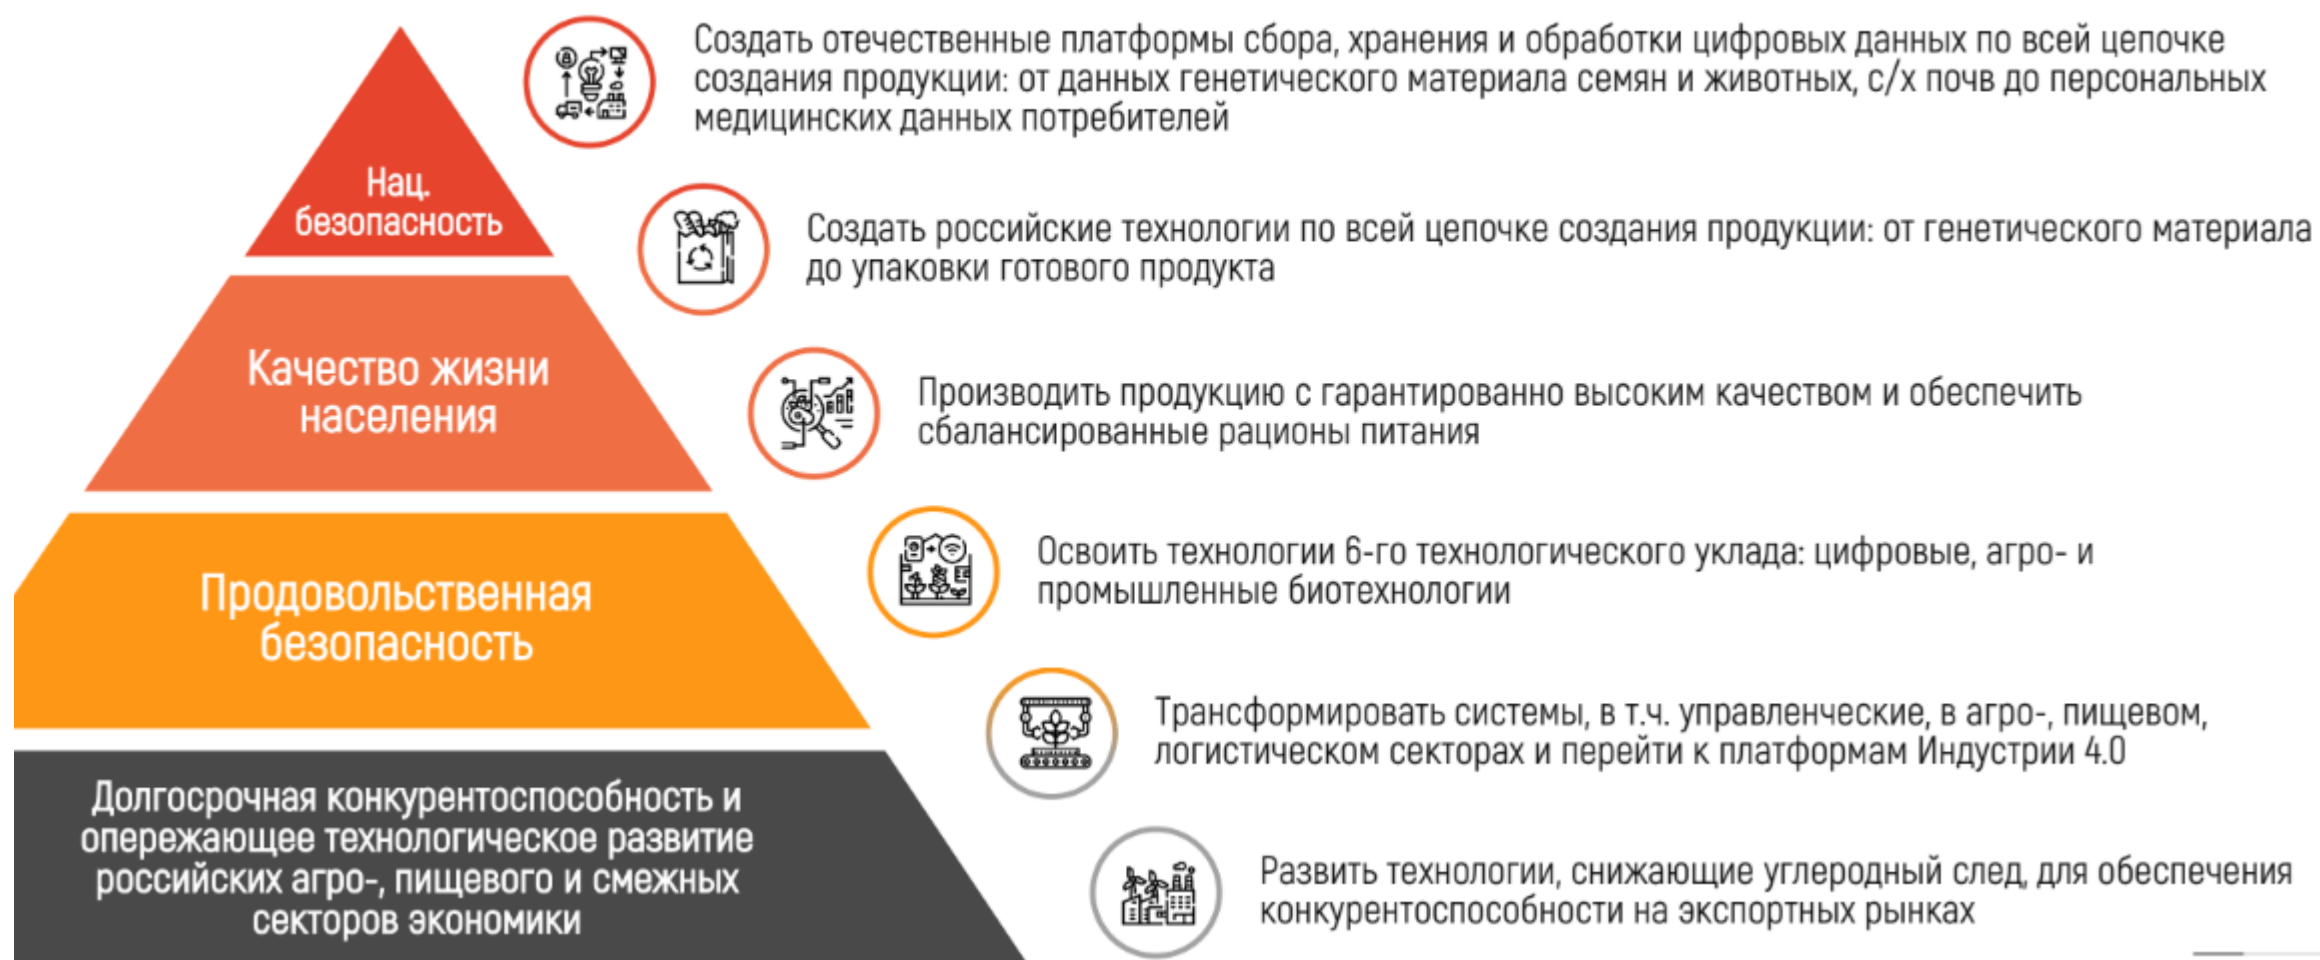 Нац.
безопасность
Создать отечественные платформы сбора, хранения и обработки цифровых данных по всей цепочке
создания продукции: от данных генетического материала семян и животных, с/х почв до персональных
медицинских данных потребителей
Создать российские технологии по всей цепочке создания продукции: от генетического материала
до упаковки готового продукта
Качество жизни
населения
Производить продукцию с гарантированно высоким качеством и обеспечить
сбалансированные рационы питания
Продовольственная
безопасность
Освоить технологии 6-го технологического уклада: цифровые, агро- и
промышленные биотехнологии
Трансформировать системы, в т.ч. управленческие, в агро-, пищевом,
логистическом секторах и перейти к платформам Индустрии 4.0
Долгосрочная конкурентоспособность и
опережающее технологическое развитие
российских агро-, пищевого и смежных
секторов экономики
Развить технологии, снижающие углеродный след, для обеспечения
конкурентоспособности на экспортных рынках